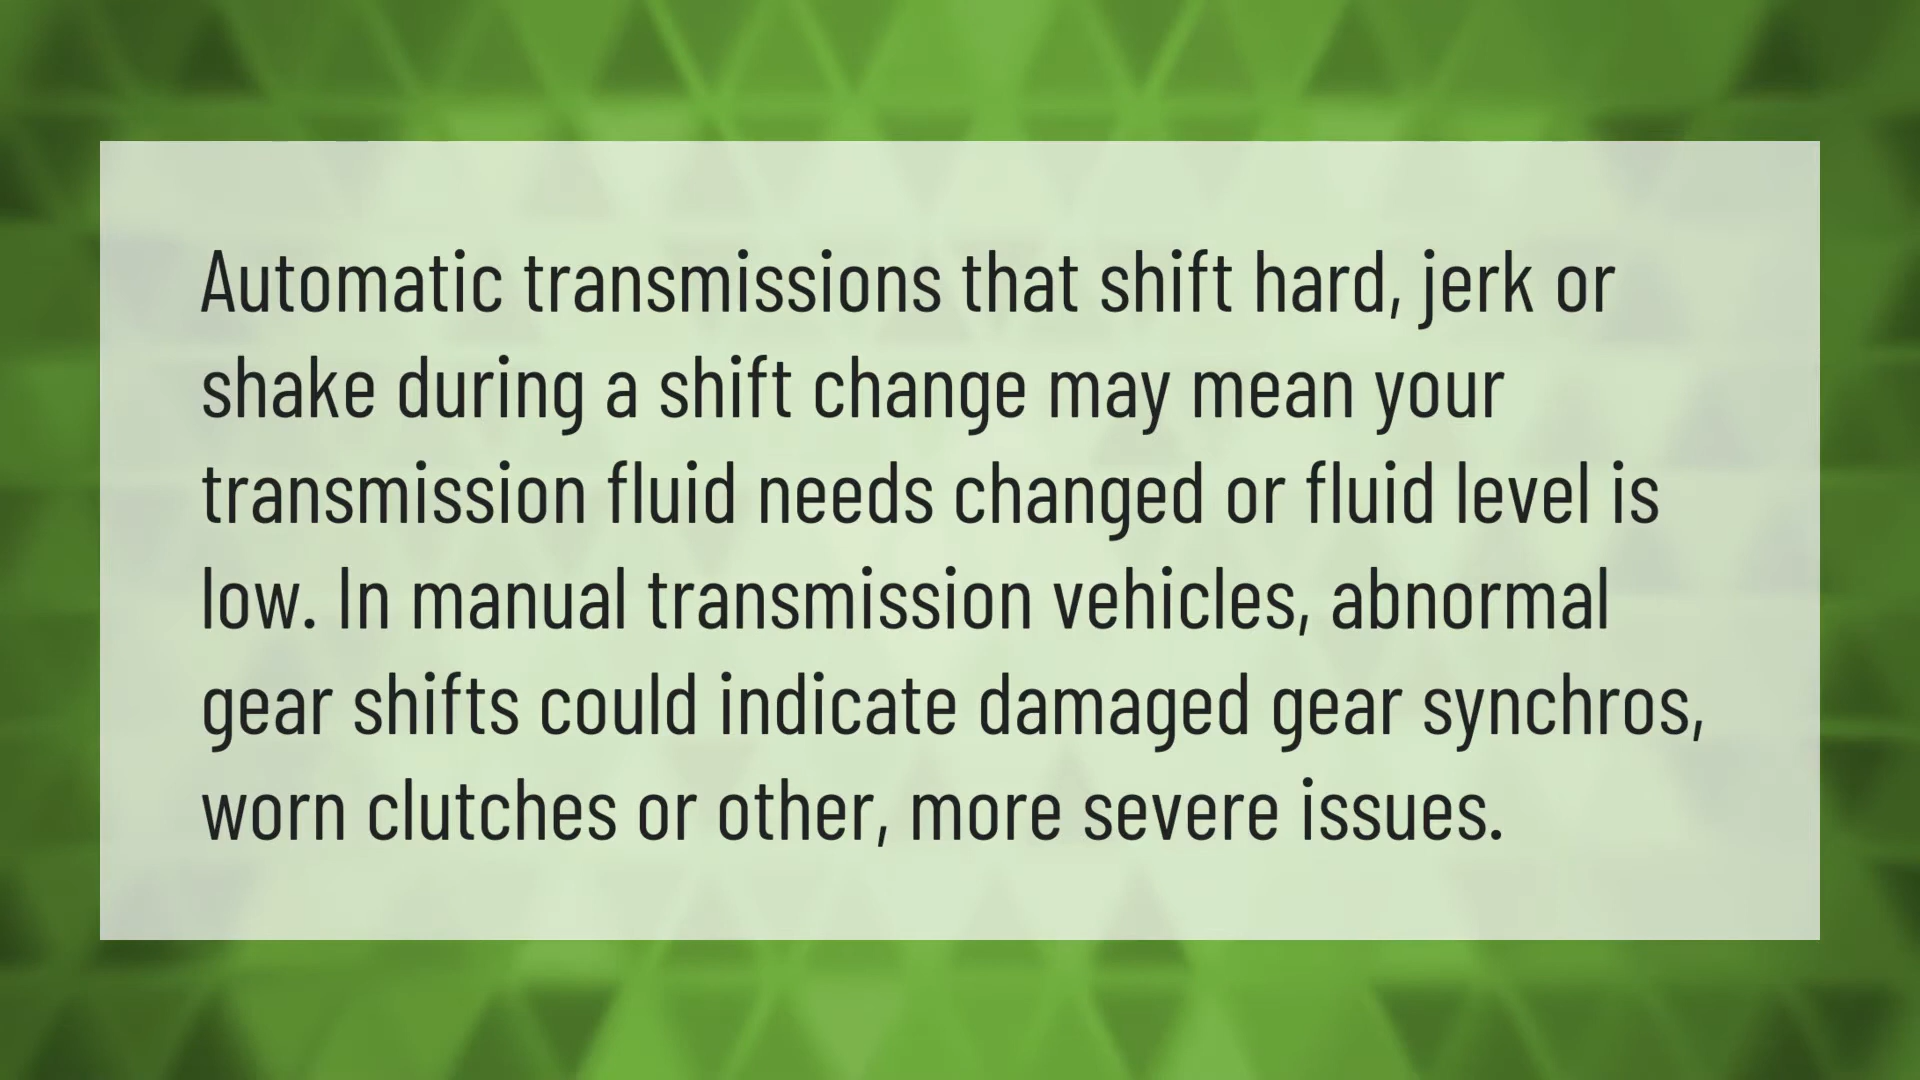 Automatic transmissions that shift hard, jerk or
shake during a shift change may mean your
transmission fluid needs changed or fluid level is
low. In manual transmission vehicles, abnormal
gear shifts could indicate damaged gear synchros,
worn clutches or other, more severe issues.